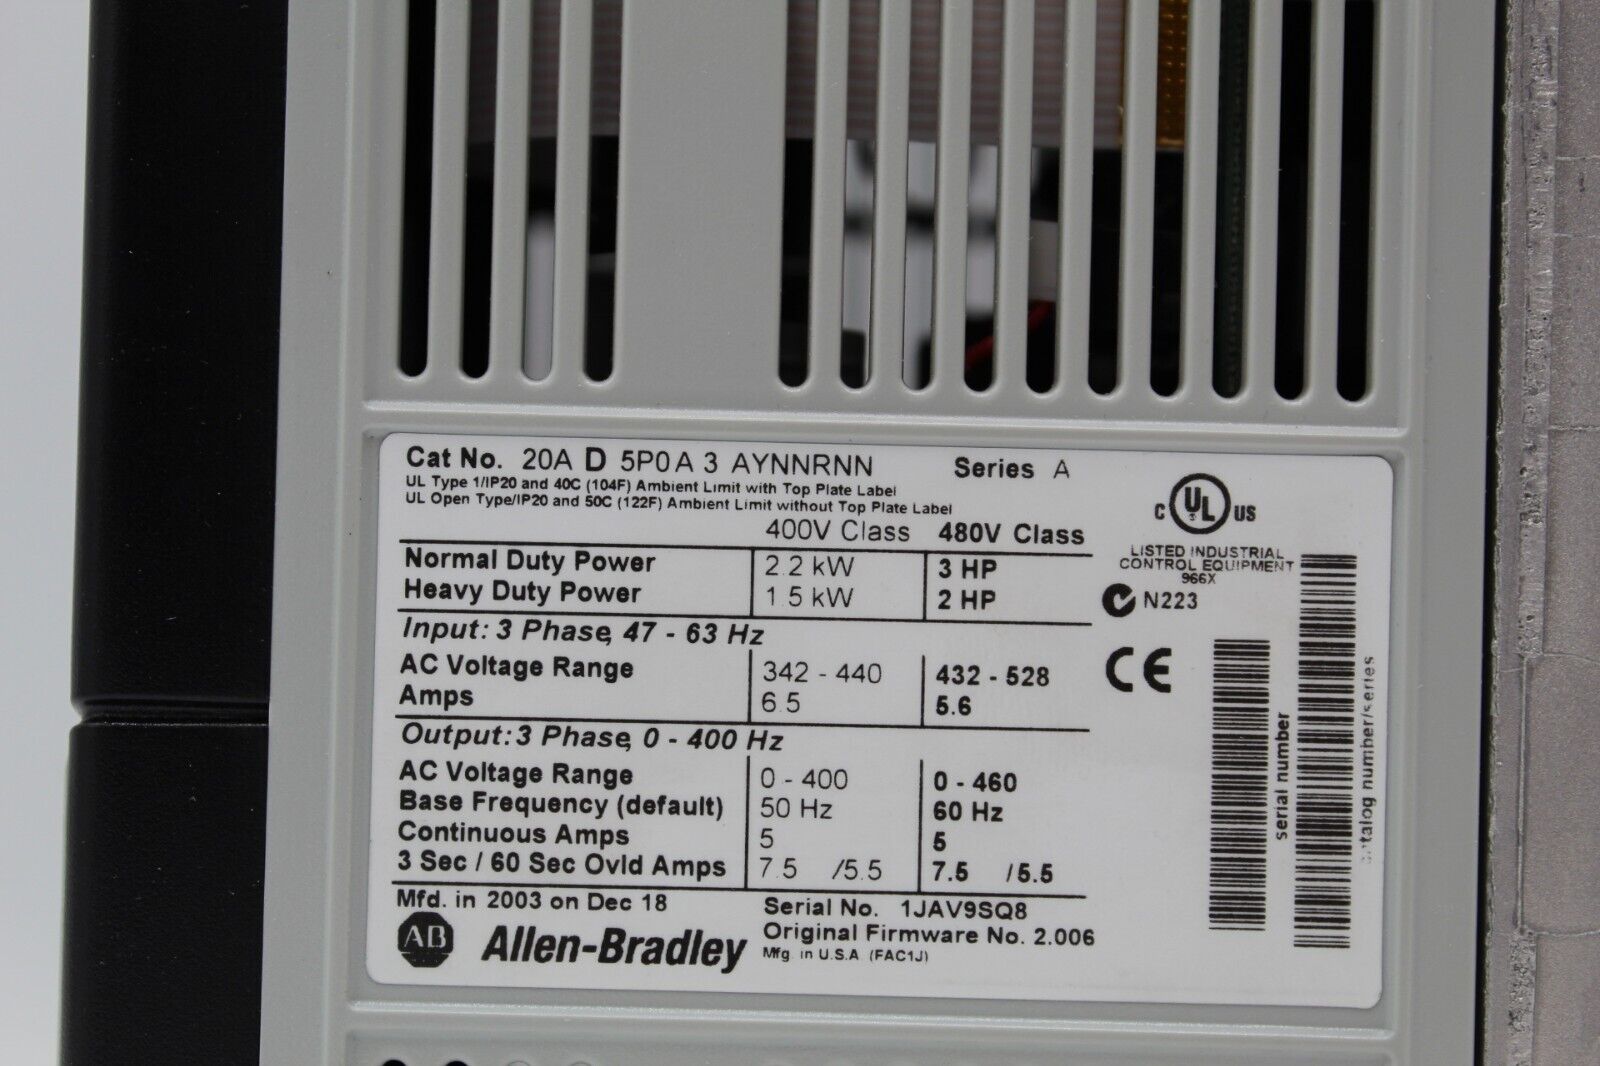 Cat No. 20A D 5P0 A 3 AYNNRNN Series A
UL Type 1/IP20 and 40C (104F) Ambient Limit with Top Plate Label
UL Open Type/IP20 and 50C (122F) Ambient Limit without Top Plate Label
400V Class 480V Class
Normal Duty Power 2.2 kW 3 HP
Heavy Duty Power 1.5 kW 2 HP
Input: 3 Phase, 47 - 63 Hz
AC Voltage Range 342 - 440 432 - 528
Amps 6.5 5.6
Output: 3 Phase, 0 - 400 Hz
AC Voltage Range 0 - 400 0 - 460
Base Frequency (default) 50 Hz 60 Hz
Continuous Amps 5 5
3 Sec / 60 Sec Ovld Amps 7.5 /5.5 7.5 /5.5
Mfd. in 2003 on Dec 18
Serial No. 1JAV9SQ8
Original Firmware No. 2.006
Mfg. in U.S.A (FAC1J)
AB Allen-Bradley
C UL US
LISTED INDUSTRIAL
CONTROL EQUIPMENT
966X
N223
CE
serial number
catalog number/series